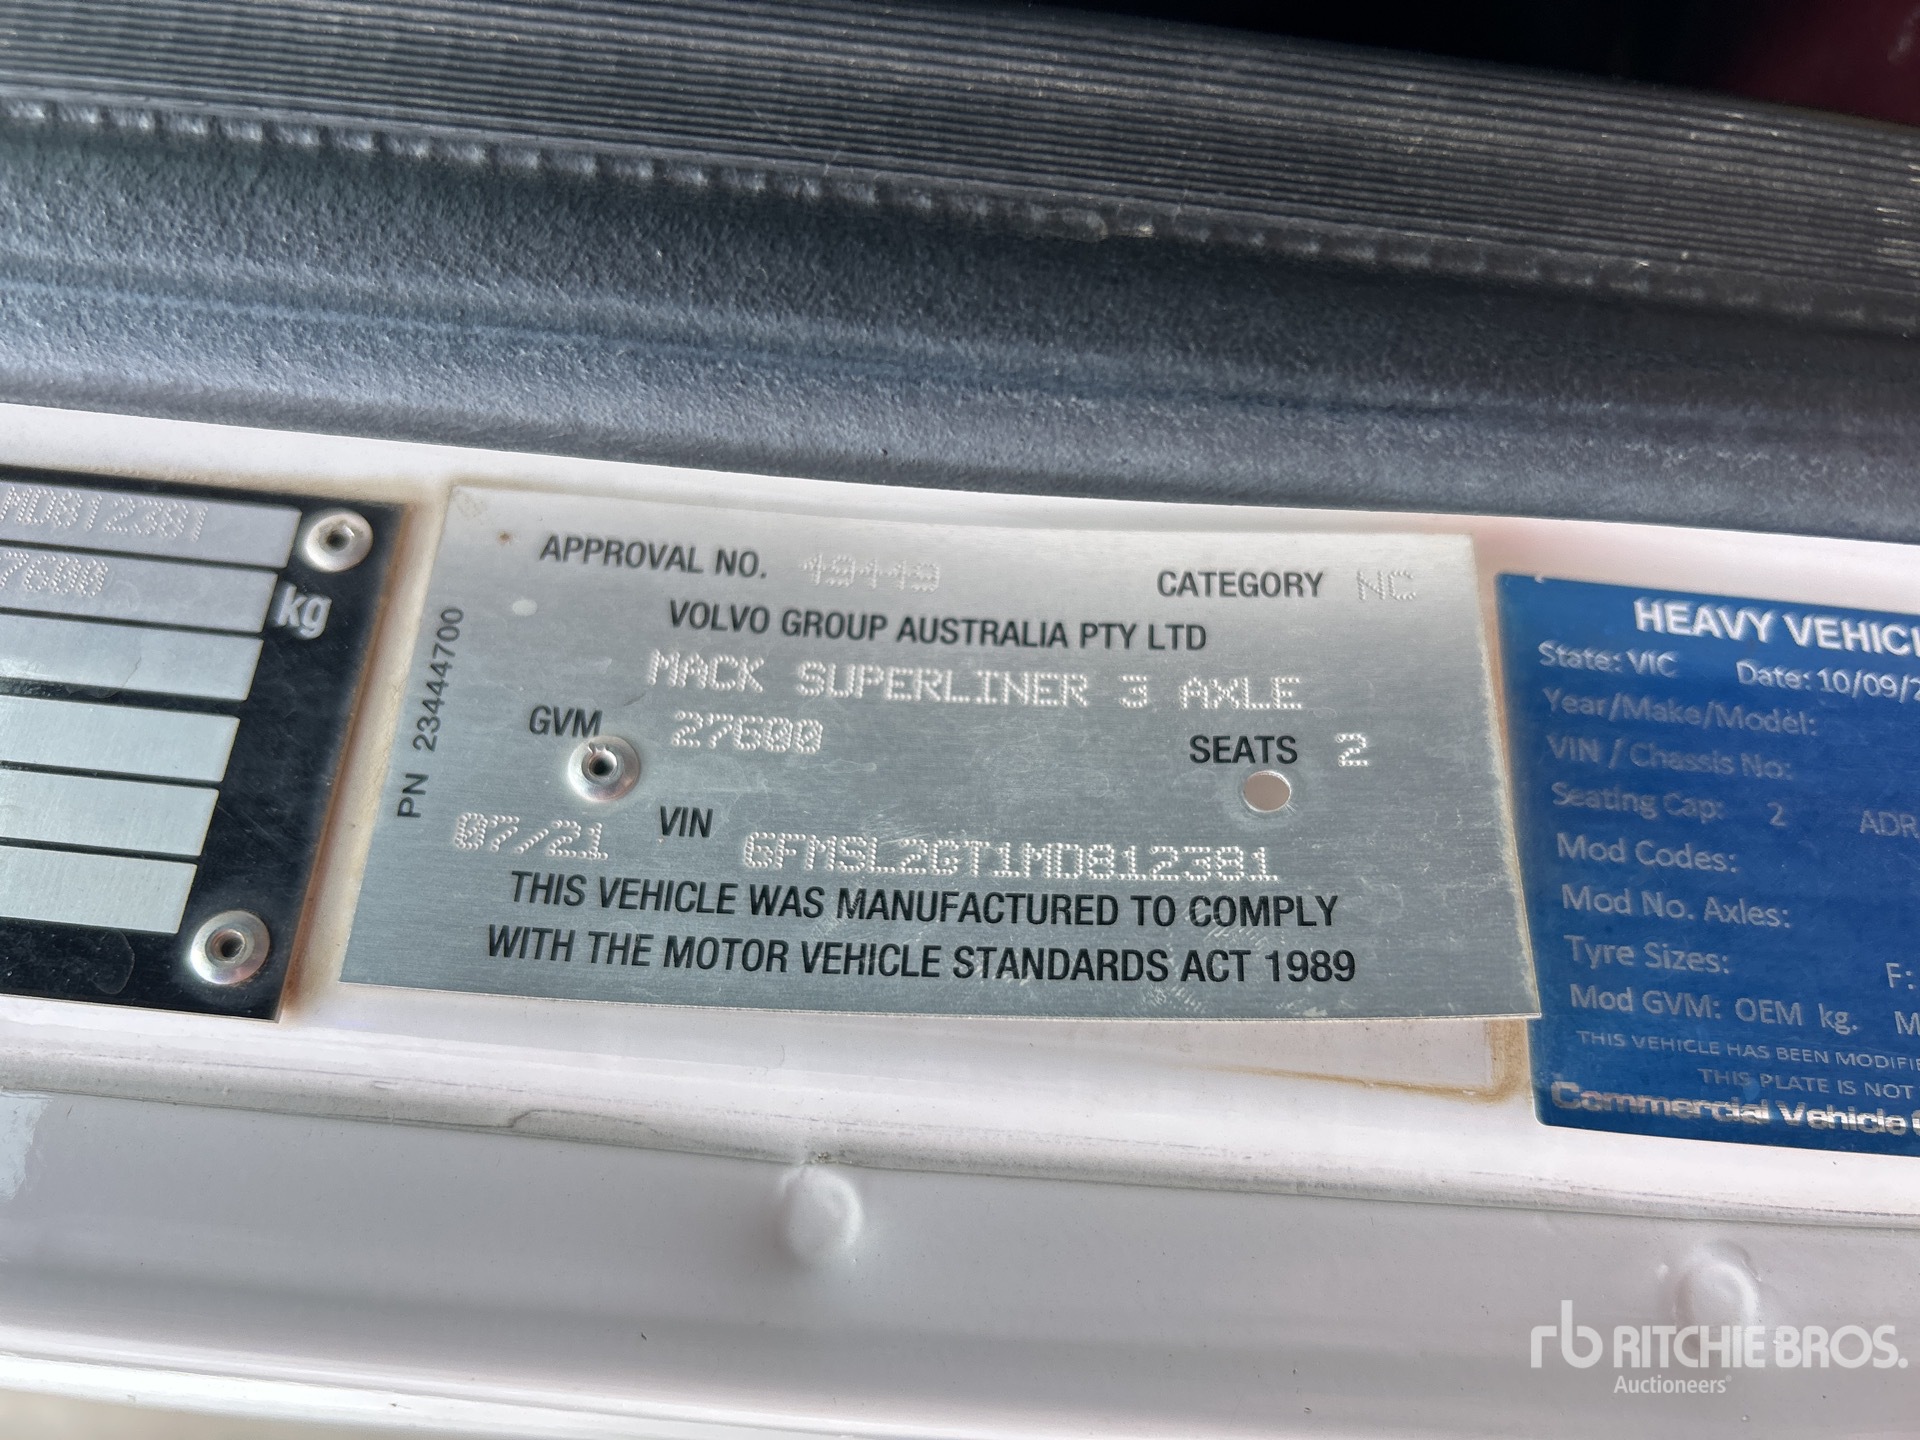 MD812381
7600
kg
APPROVAL NO. 49449 CATEGORY NC
VOLVO GROUP AUSTRALIA PTY LTD
MACK SUPERLINER 3 AXLE
GVM 27600 SEATS 2
07/21 VIN 6FMSL2GT1MD812381
THIS VEHICLE WAS MANUFACTURED TO COMPLY
WITH THE MOTOR VEHICLE STANDARDS ACT 1989
PN 23444700
HEAVY VEHIC
State: VIC Date: 10/09/
Year/Make/Model:
VIN / Chassis No:
Seating Cap: 2 ADR
Mod Codes:
Mod No. Axles:
Tyre Sizes: F:
Mod GVM: OEM kg. M
THIS VEHICLE HAS BEEN MODIFIE
THIS PLATE IS NOT
Commercial Vehicle
rb RITCHIE BROS.
Auctioneers